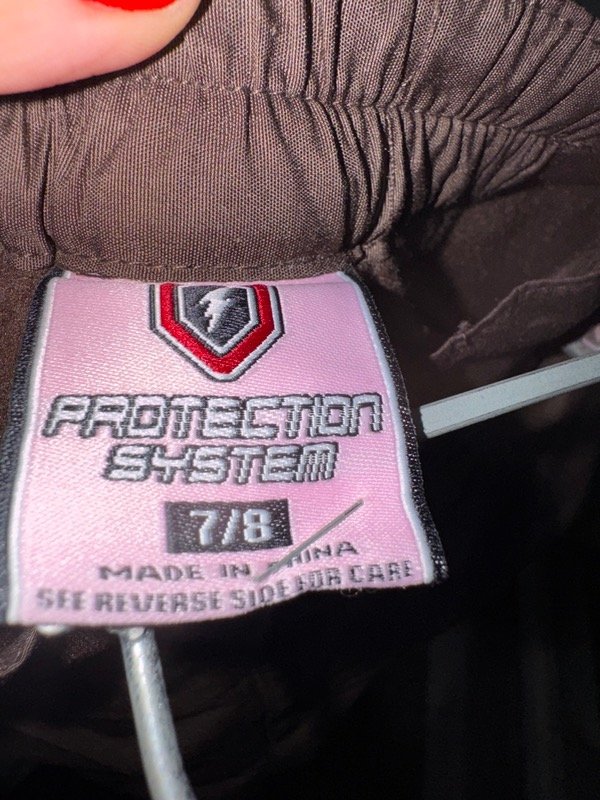 PROTECTION
SYSTEM
7/8
MADE IN CHINA
SEE REVERSE SIDE FOR CARE